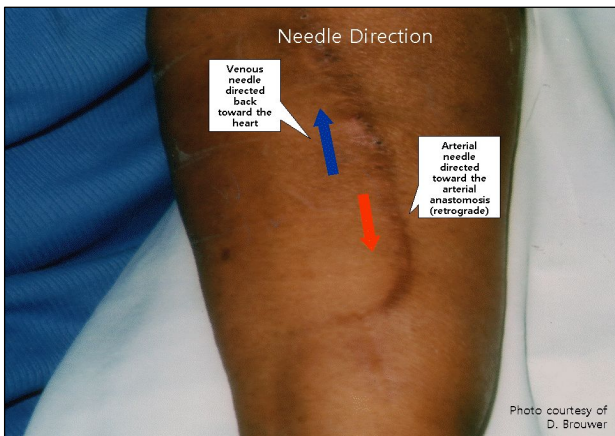 Needle Direction
Venous
needle
directed
back
toward the
heart
Arterial
needle
directed
toward the
arterial
anastomosis
(retrograde)
Photo courtesy of
D. Brouwer